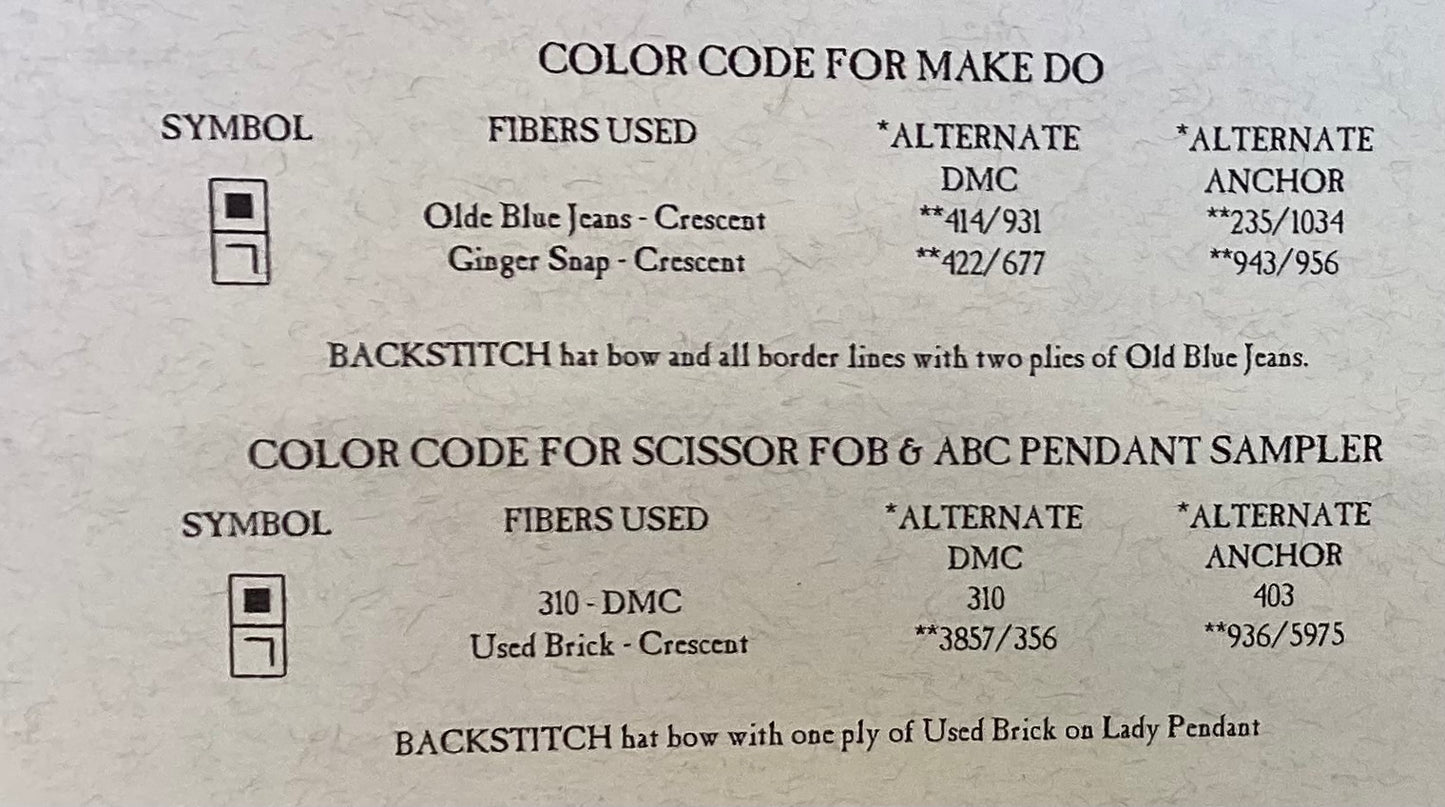 COLOR CODE FOR MAKE DO
SYMBOL FIBERS USED *ALTERNATE *ALTERNATE
DMC ANCHOR
Olde Blue Jeans - Crescent **414/931 **235/1034
Ginger Snap - Crescent **422/677 **943/956
BACKSTITCH hat bow and all border lines with two plies of Old Blue Jeans.
COLOR CODE FOR SCISSOR FOB & ABC PENDANT SAMPLER
SYMBOL FIBERS USED *ALTERNATE *ALTERNATE
DMC ANCHOR
310 - DMC 310 403
Used Brick - Crescent **3857/356 **936/5975
BACKSTITCH hat bow with one ply of Used Brick on Lady Pendant